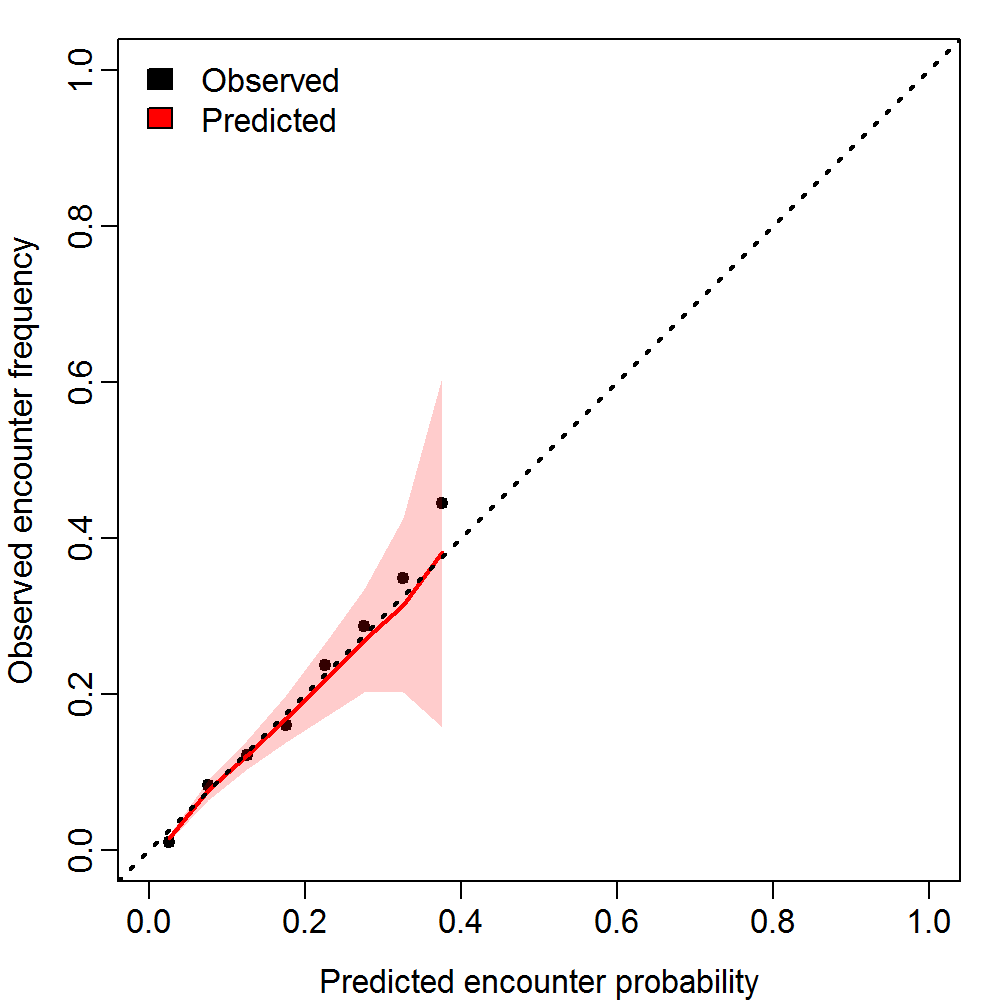 Observed
Predicted
Observed encounter frequency
1.0
0.8
0.6
0.4
0.2
0.0
0.0 0.2 0.4 0.6 0.8 1.0
Predicted encounter probability